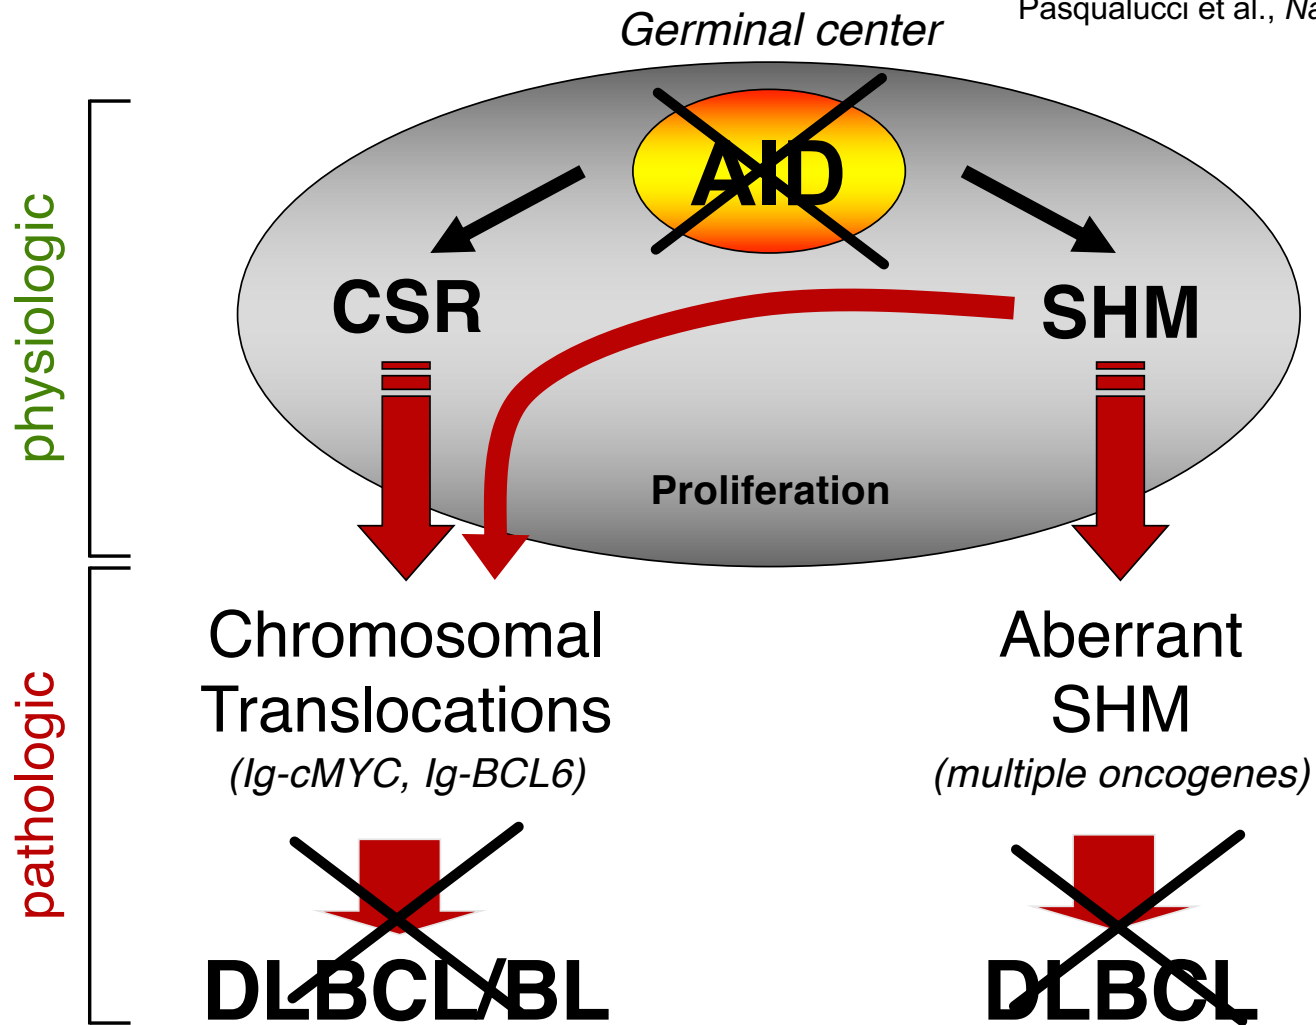 Pasqualucci et al.,
Germinal center
AID
CSR
SHM
Proliferation
physiologic
Chromosomal
Translocations
(Ig-cMYC, Ig-BCL6)
Aberrant
SHM
(multiple oncogenes)
pathologic
DLBCL/BL
DLBCL